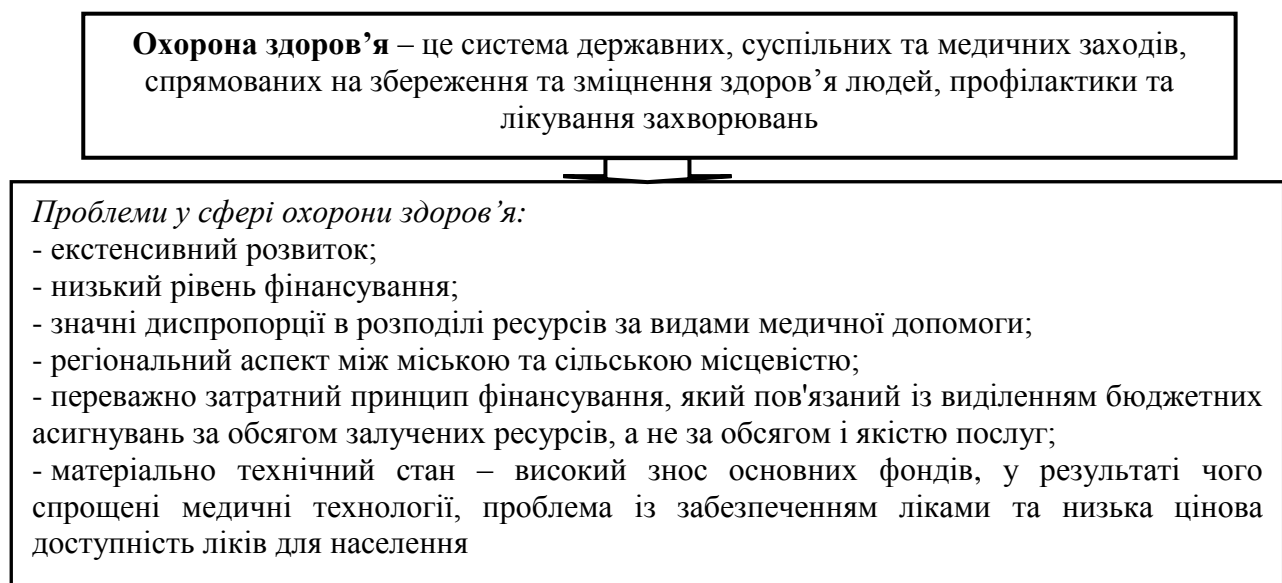 Охорона здоров’я – це система державних, суспільних та медичних заходів,
спрямованих на збереження та зміцнення здоров’я людей, профілактики та
лікування захворювань
Проблеми у сфері охорони здоров’я:
- екстенсивний розвиток;
- низький рівень фінансування;
- значні диспропорції в розподілі ресурсів за видами медичної допомоги;
- регіональний аспект між міською та сільською місцевістю;
- переважно затратний принцип фінансування, який пов'язаний із виділенням бюджетних
асигнувань за обсягом залучених ресурсів, а не за обсягом і якістю послуг;
- матеріально технічний стан – високий знос основних фондів, у результаті чого
спрощені медичні технології, проблема із забезпеченням ліками та низька цінова
доступність ліків для населення